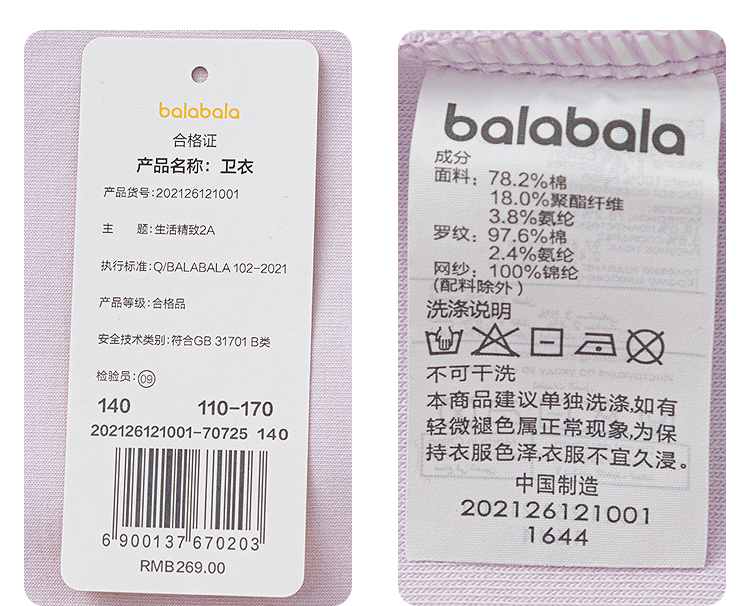 balabala
合格证
产品名称：卫衣
产品货号：202126121001
主 题：生活精致2A
执行标准：Q/BALABALA 102-2021
产品等级：合格品
安全技术类别：符合GB 31701 B类
检验员：09
140 110-170
202126121001-70725 140
6 900137 670203
RMB269.00
balabala
成分
面料：78.2%棉
18.0%聚酯纤维
3.8%氨纶
罗纹：97.6%棉
2.4%氨纶
网纱：100%锦纶
(配料除外)
洗涤说明
不可干洗
本商品建议单独洗涤,如有
轻微褪色属正常现象,为保
持衣服色泽,衣服不宜久浸。
中国制造
202126121001
1644